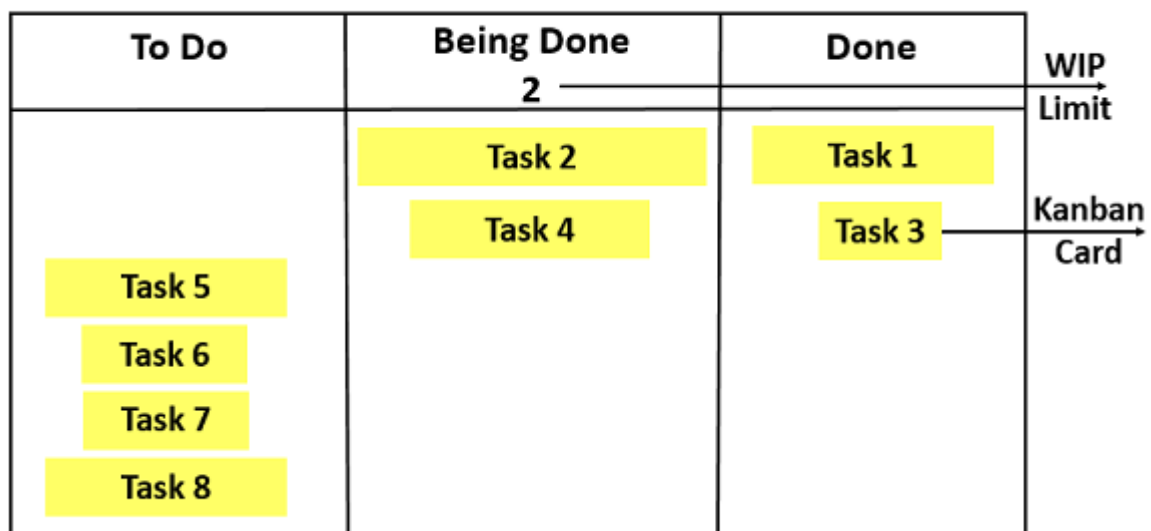 To Do
Being Done
2
Done
WIP
Limit
Task 2
Task 1
Task 4
Task 3
Kanban
Card
Task 5
Task 6
Task 7
Task 8